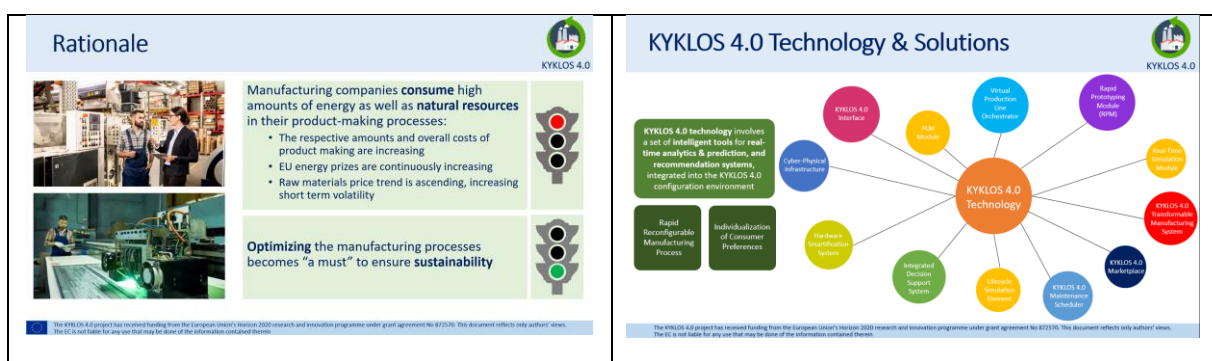 Rationale
KYKLOS 4.0
Manufacturing companies consume high
amounts of energy as well as natural resources
in their product-making processes:
• The respective amounts and overall costs of
product making are increasing
• EU energy prizes are continuously increasing
• Raw materials price trend is ascending, increasing
short term volatility
Optimizing the manufacturing processes
becomes “a must” to ensure sustainability
The KYKLOS 4.0 project has received funding from the European Union's Horizon 2020 research and innovation programme under grant agreement No 872570. This document reflects only authors' views.
The EC is not liable for any use that may be done of the information contained therein
KYKLOS 4.0 Technology & Solutions
KYKLOS 4.0
KYKLOS 4.0 technology involves
a set of intelligent tools for real-
time analytics & prediction, and
recommendation systems,
integrated into the KYKLOS 4.0
configuration environment
Rapid
Reconfigurable
Manufacturing
Process
Individualization
of Consumer
Preferences
KYKLOS 4.0
Interface
PLM
Module
Virtual
Production
Line
Orchestrator
Rapid
Prototyping
Module
(RPM)
Cyber-Physical
Infrastructure
Real-Time
Simulation
Module
KYKLOS 4.0
Technology
KYKLOS 4.0
Transformable
Manufacturing
System
Hardware
Smartification
System
Integrated
Decision
Support
System
Lifecycle
Simulation
Element
KYKLOS 4.0
Maintenance
Scheduler
KYKLOS 4.0
Marketplace
The KYKLOS 4.0 project has received funding from the European Union's Horizon 2020 research and innovation programme under grant agreement No 872570. This document reflects only authors' views.
The EC is not liable for any use that may be done of the information contained therein